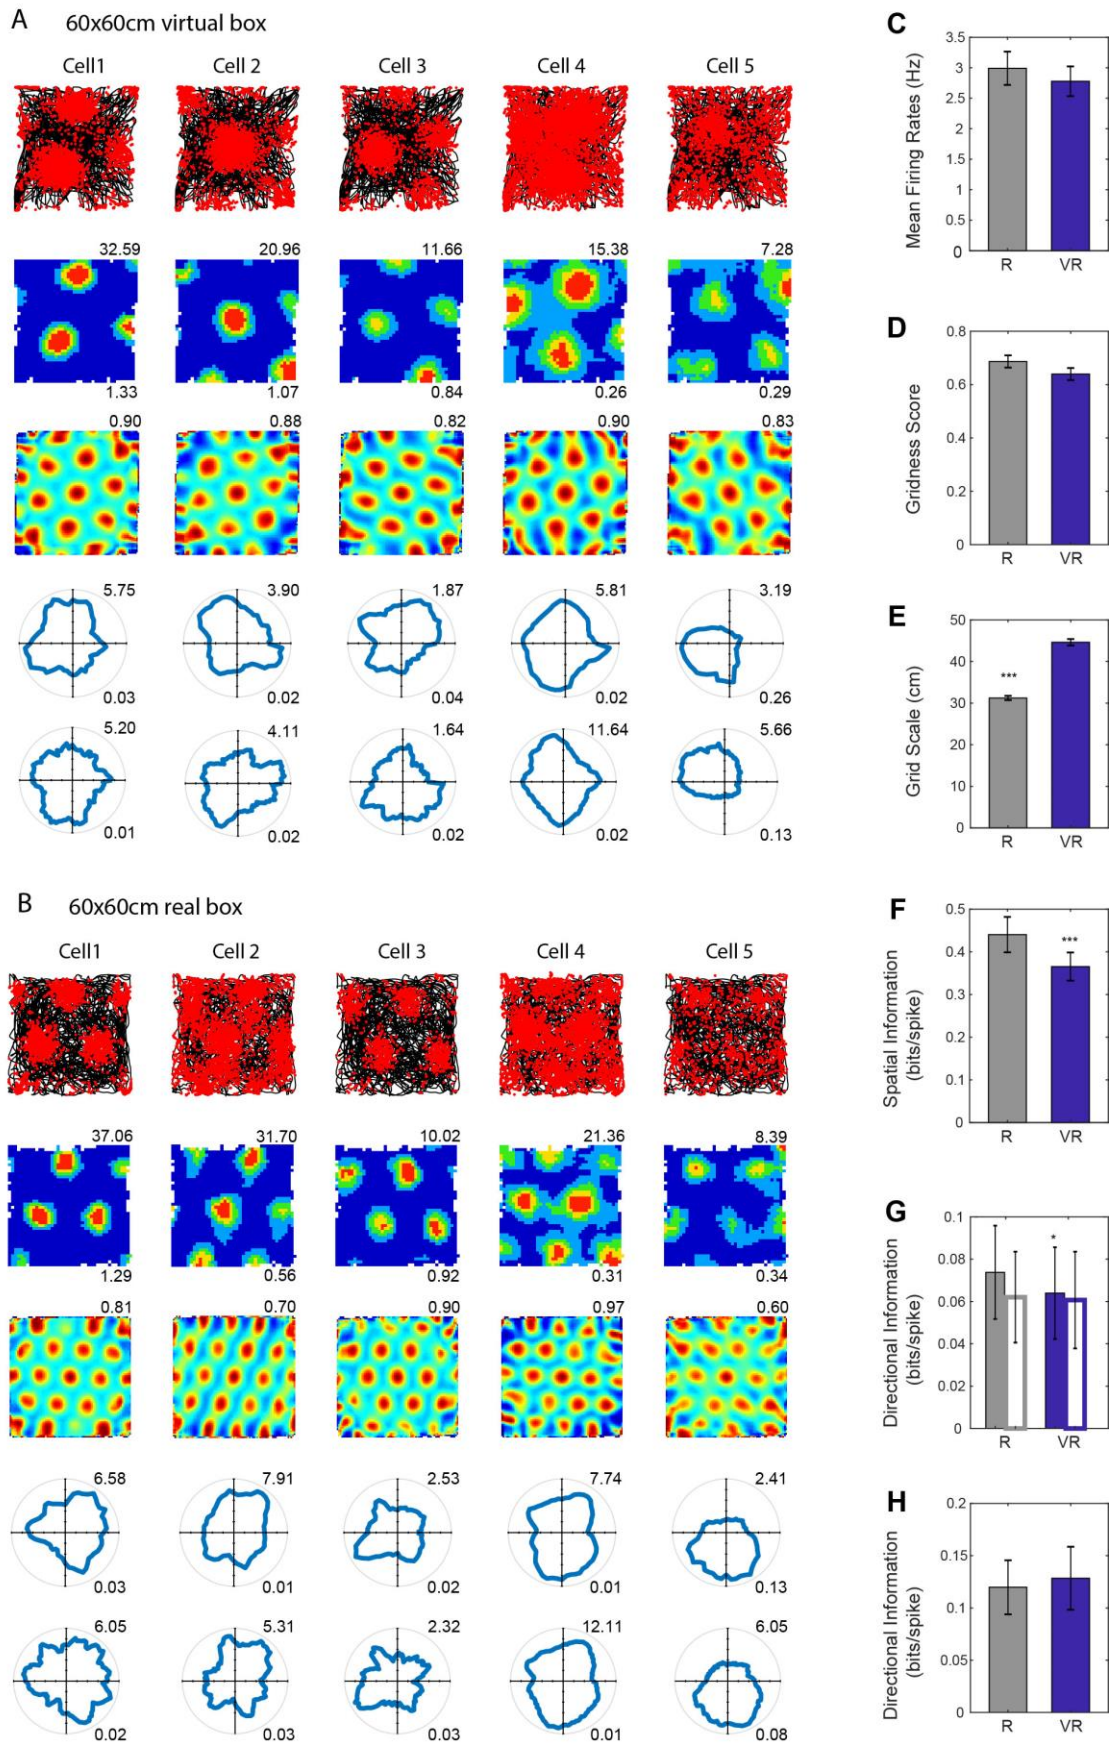 A 60x60cm virtual box
Cell1 Cell 2 Cell 3 Cell 4 Cell 5
32.59 20.96 11.66 15.38 7.28
1.33 1.07 0.84 0.26 0.29
0.90 0.88 0.82 0.90 0.83
5.75 3.90 1.87 5.81 3.19
0.03 0.02 0.04 0.02 0.26
5.20 4.11 1.64 11.64 5.66
0.01 0.02 0.02 0.02 0.13
B 60x60cm real box
Cell1 Cell 2 Cell 3 Cell 4 Cell 5
37.06 31.70 10.02 21.36 8.39
1.29 0.56 0.92 0.31 0.34
0.81 0.70 0.90 0.97 0.60
6.58 7.91 2.53 7.74 2.41
0.03 0.01 0.02 0.01 0.13
6.05 5.31 2.32 12.11 6.05
0.02 0.03 0.03 0.01 0.08
C
Mean Firing Rates (Hz)
3.5
3
2.5
2
1.5
1
0.5
0
R VR
D
Gridness Score
0.8
0.6
0.4
0.2
0
R VR
E
Grid Scale (cm)
50
40
30
20
10
0
***
R VR
F
Spatial Information
(bits/spike)
0.5
0.4
0.3
0.2
0.1
0
***
R VR
G
Directional Information
(bits/spike)
0.1
0.08
0.06
0.04
0.02
0
*
R VR
H
Directional Information
(bits/spike)
0.2
0.15
0.1
0.05
0
R VR